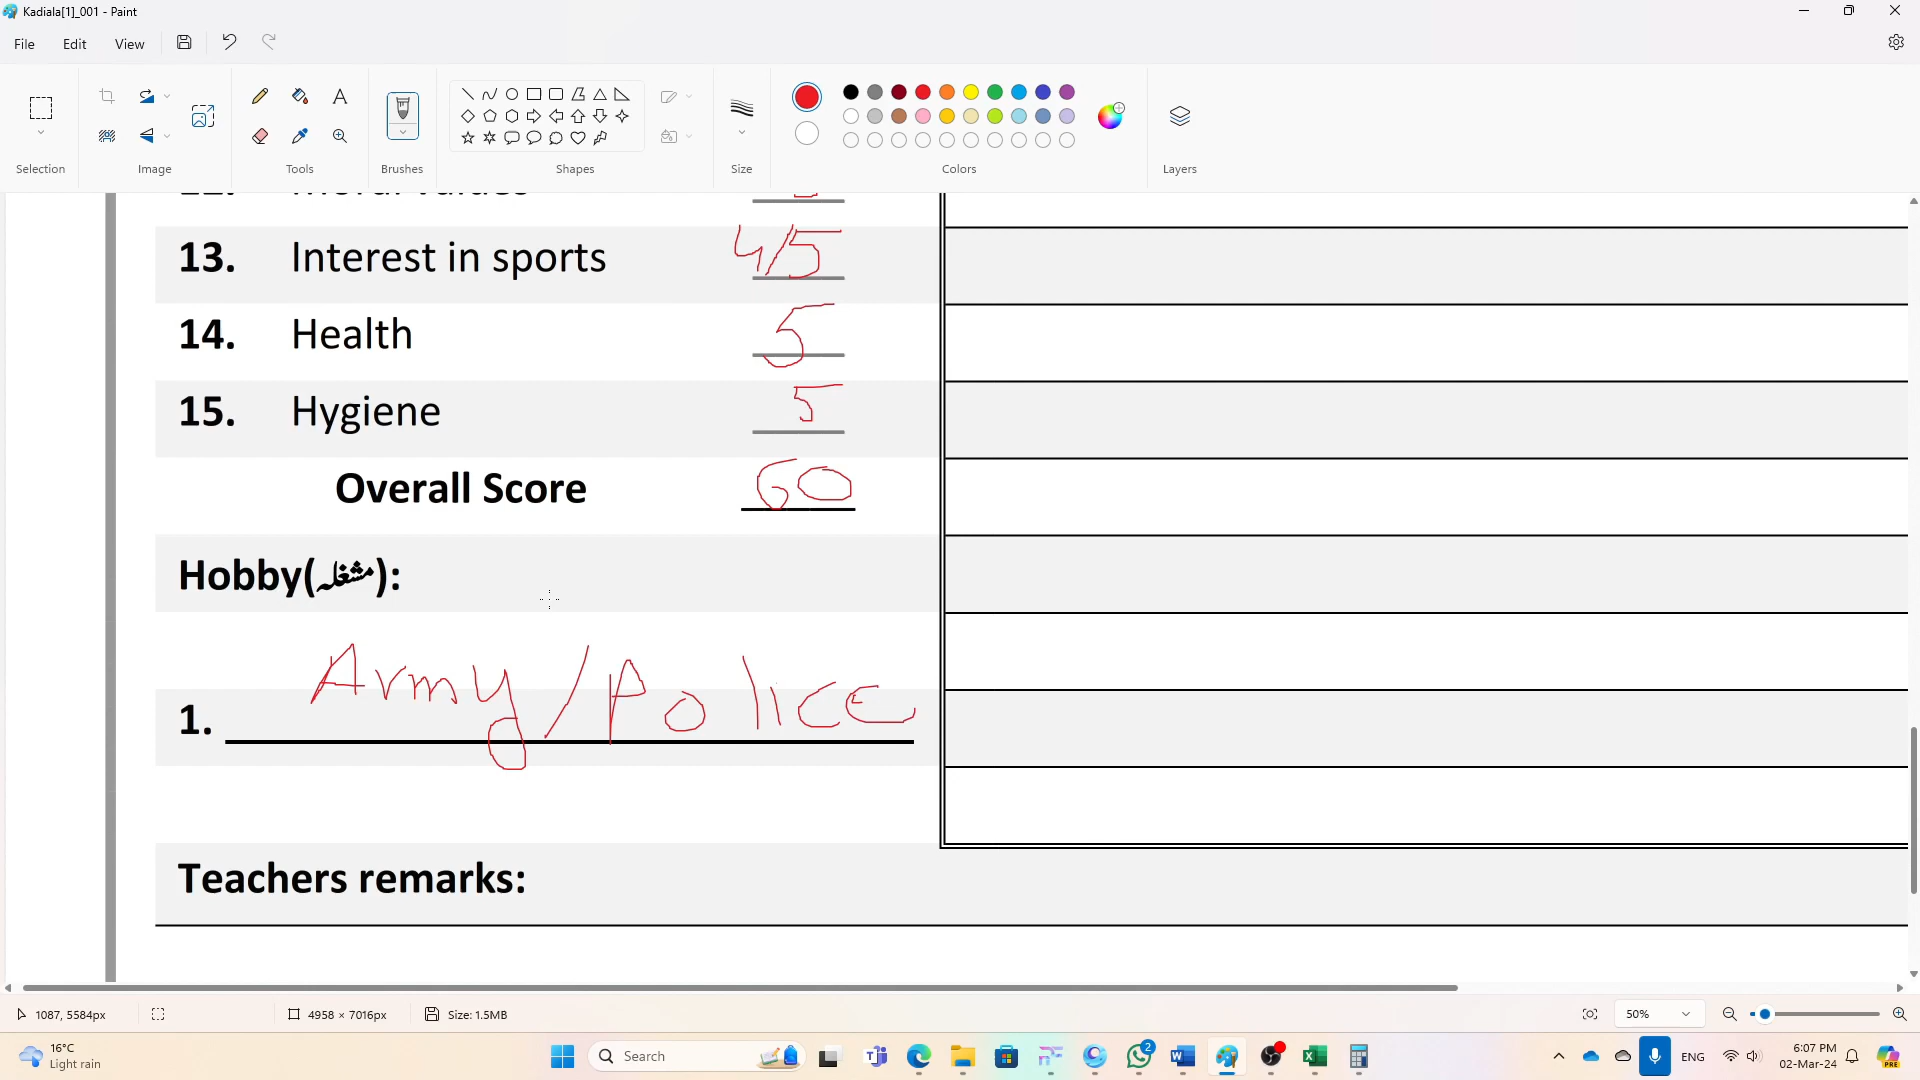 Kadiala[1]_001 - Paint
File Edit View
Selection Image Tools Brushes Shapes Size Colors Layers
13. Interest in sports 4/5
14. Health 5
15. Hygiene 5
Overall Score 60
Hobby(مشغلہ):
1. Army/Police
Teachers remarks:
1087, 5584px 4958 × 7016px Size: 1.5MB 50%
16°C
Light rain
Search
2
ENG
6:07 PM
02-Mar-24
PRE